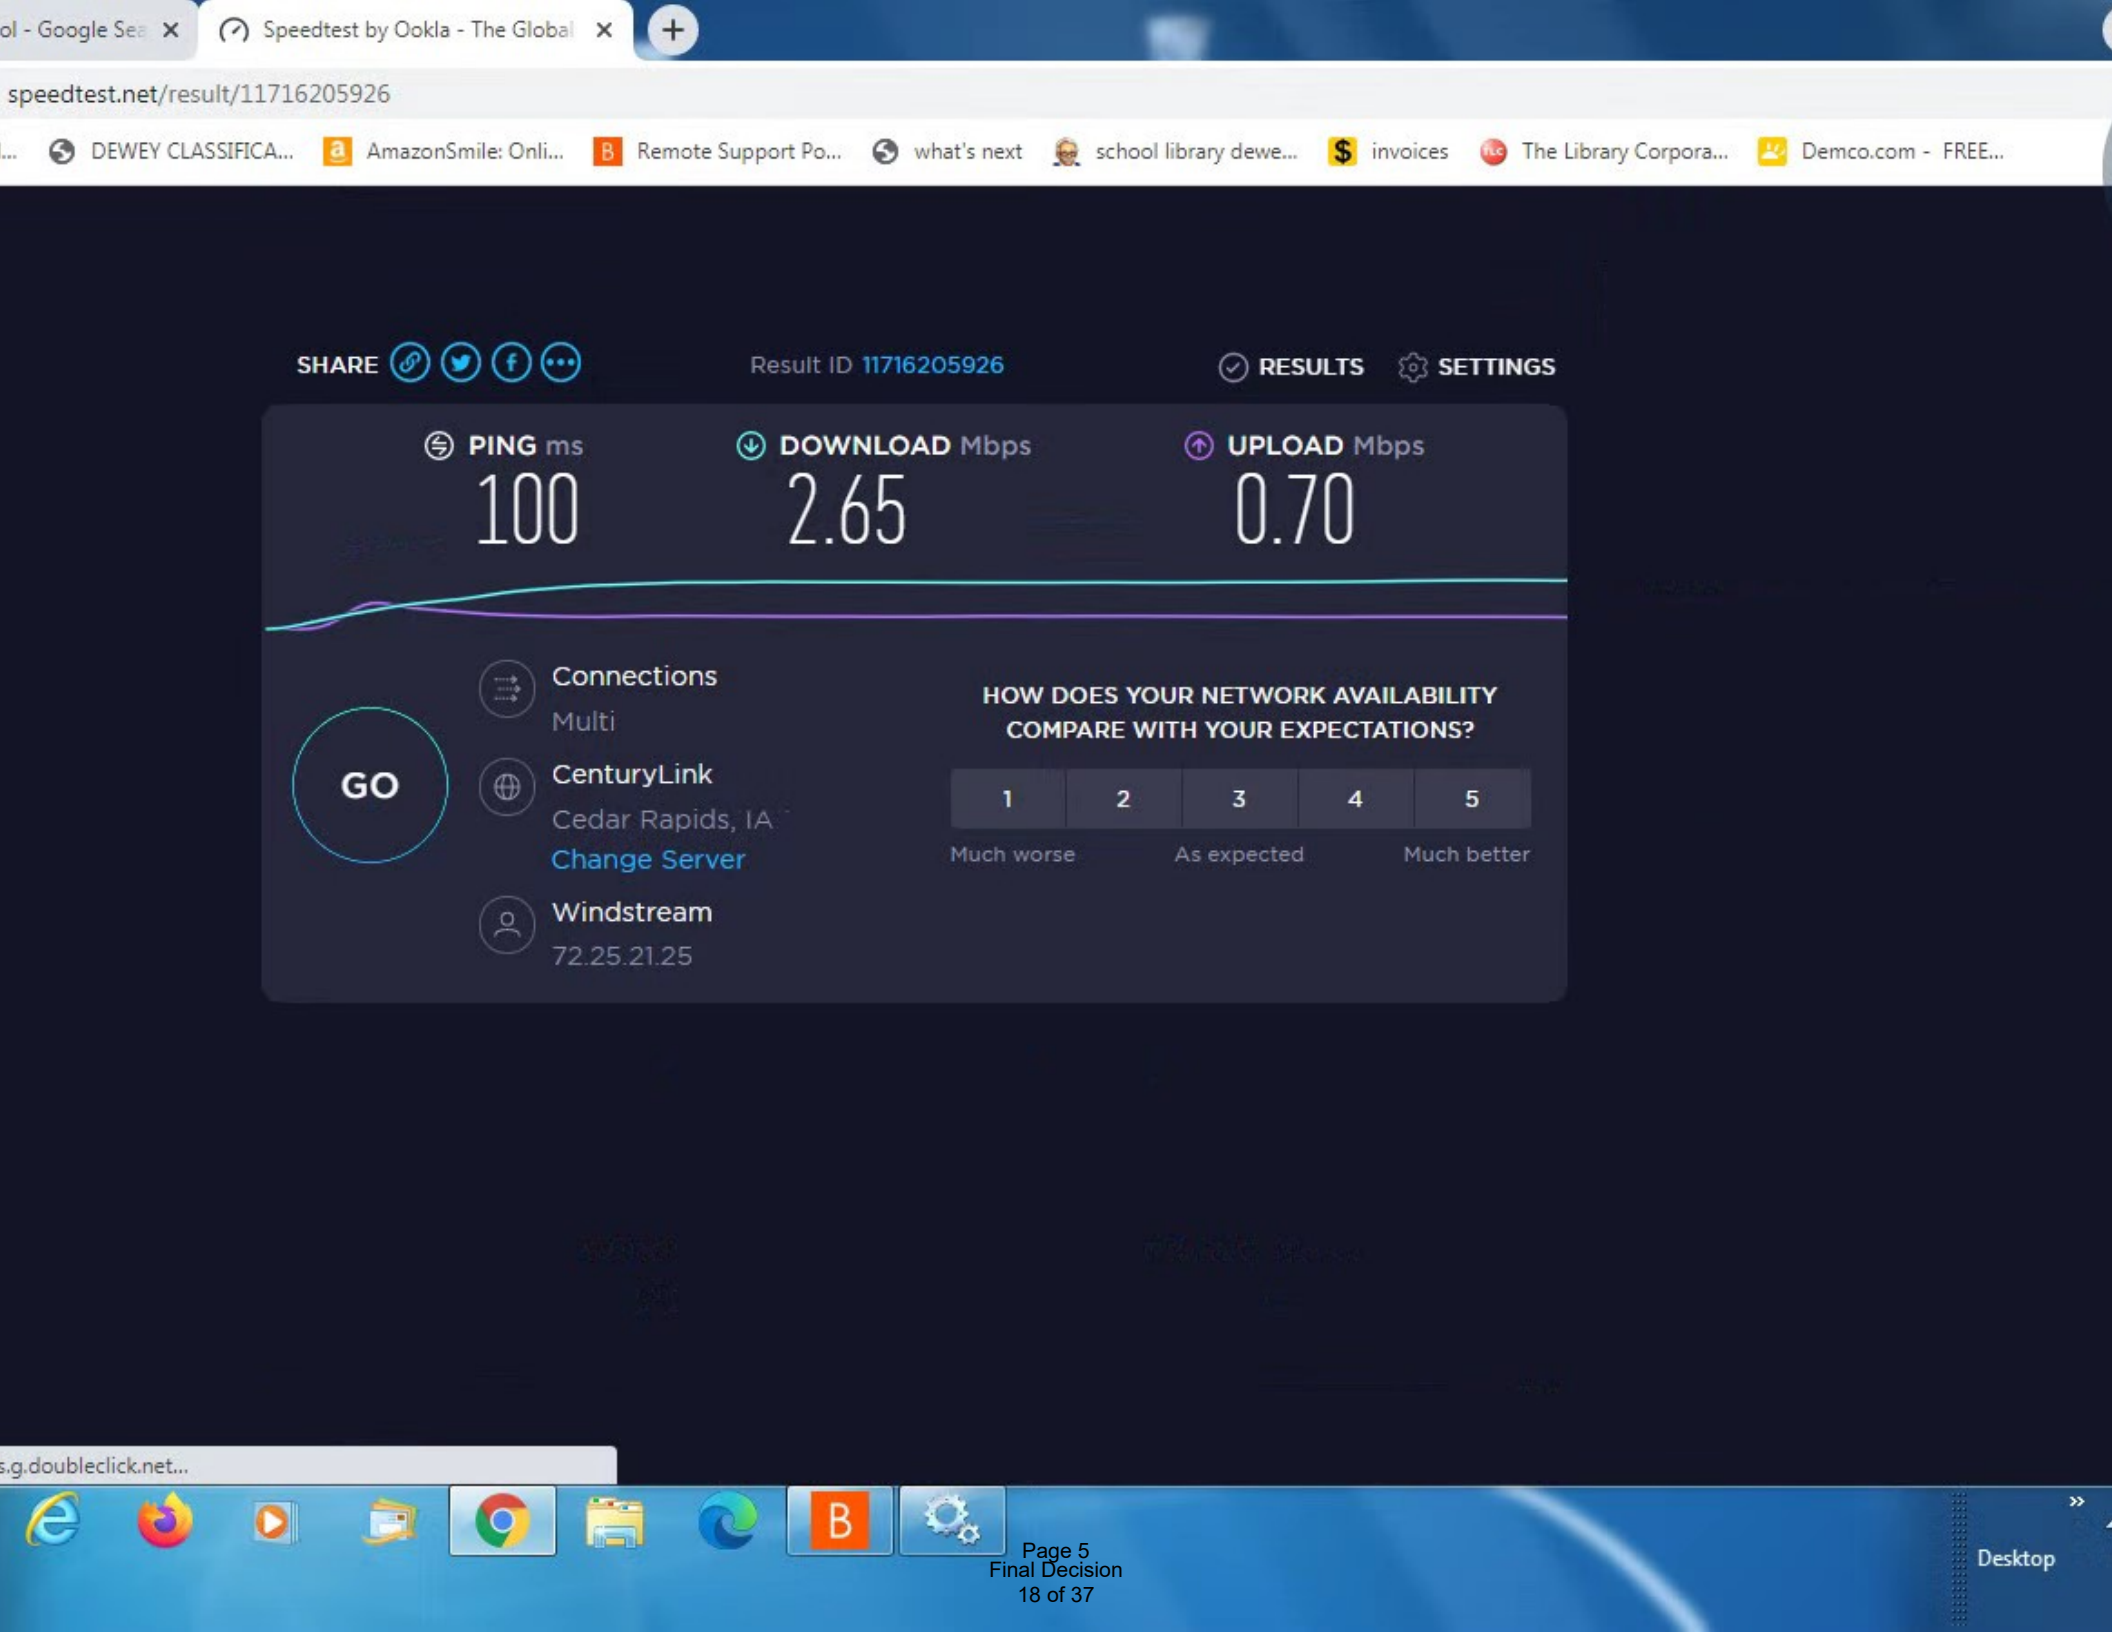 ol - Google Sea
Speedtest by Ookla - The Global
speedtest.net/result/11716205926
... DEWEY CLASSIFICA... a AmazonSmile: Onli... B Remote Support Po... what's next school library dewe... $ invoices TLC The Library Corpora... Demco.com - FREE...
SHARE Result ID 11716205926 RESULTS SETTINGS
PING ms DOWNLOAD Mbps UPLOAD Mbps
100 2.65 0.70
Connections
Multi
GO
CenturyLink
Cedar Rapids, IA
Change Server
Windstream
72.25.21.25
HOW DOES YOUR NETWORK AVAILABILITY
COMPARE WITH YOUR EXPECTATIONS?
1 2 3 4 5
Much worse As expected Much better
s.g.doubleclick.net...
B
»
Desktop
Page 5
Final Decision
18 of 37